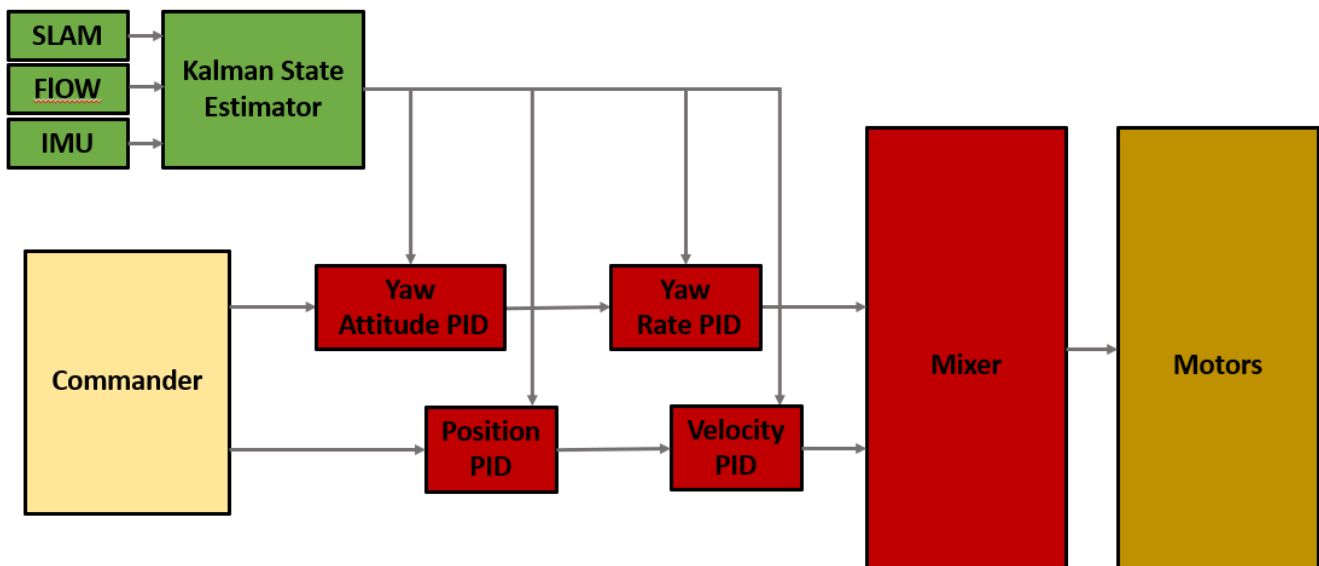 SLAM
FlOW
IMU
Kalman State
Estimator
Commander
Yaw
Attitude PID
Yaw
Rate PID
Position
PID
Velocity
PID
Mixer
Motors